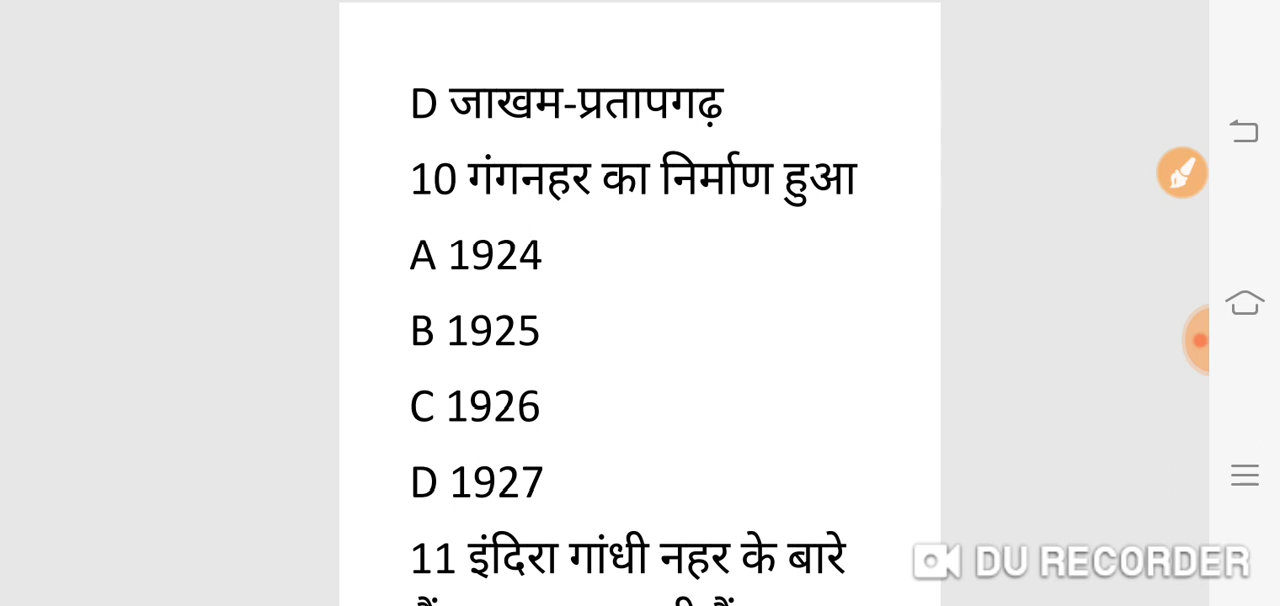 D जाखम-प्रतापगढ़
10 गंगनहर का निर्माण हुआ
A 1924
B 1925
C 1926
D 1927
11 इंदिरा गांधी नहर के बारे
DU RECORDER